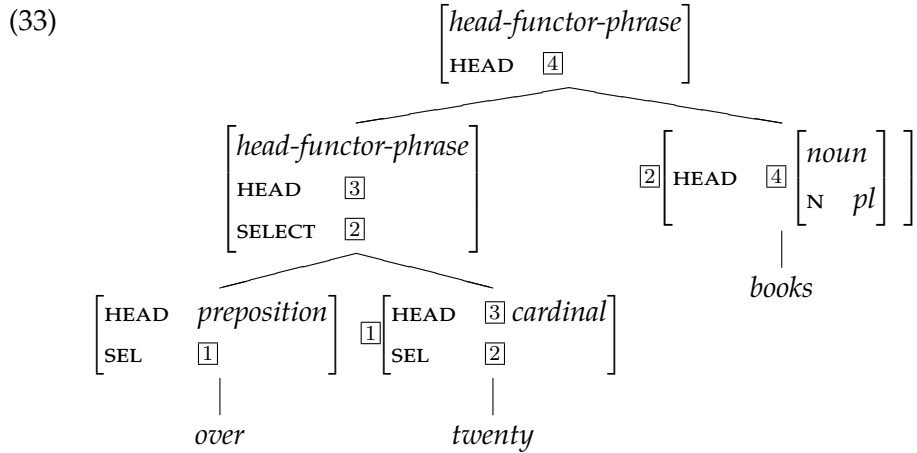 (33)
head-functor-phrase
HEAD 4
head-functor-phrase
HEAD 3
SELECT 2
2 HEAD 4 noun
N pl
books
HEAD preposition
SEL 1
1 HEAD 3 cardinal
SEL 2
over
twenty